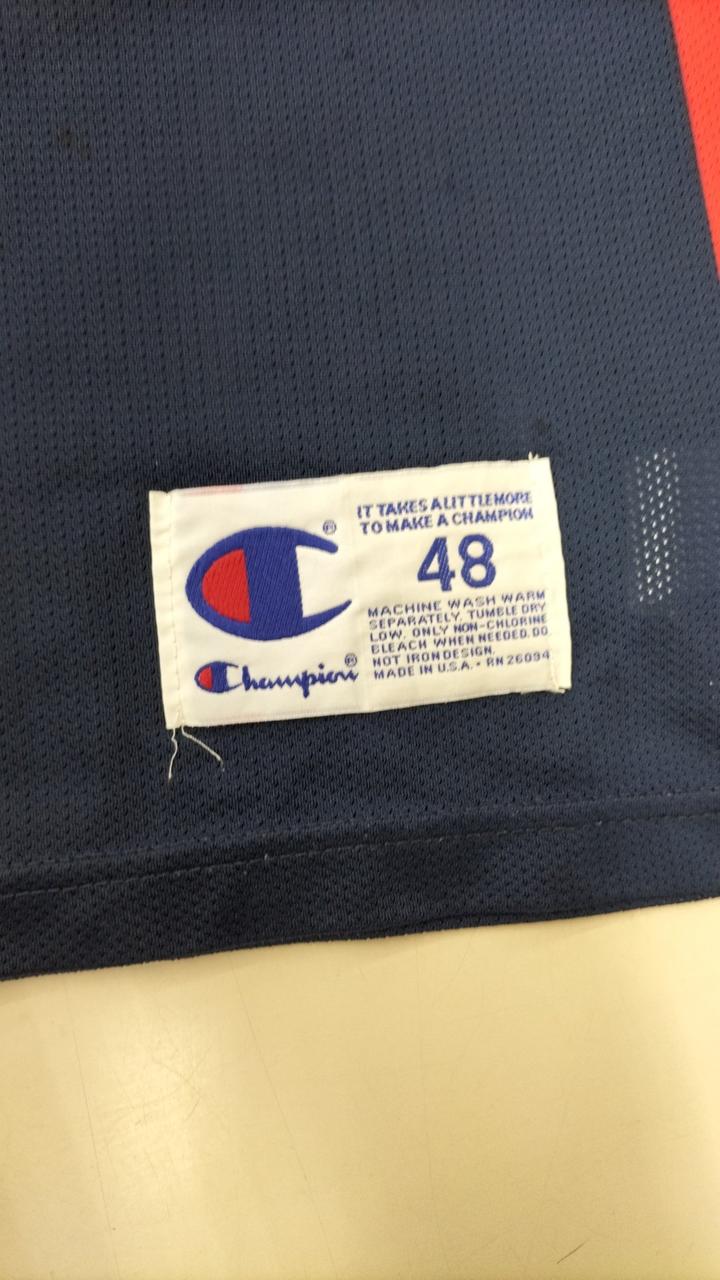 IT TAKES A LITTLE MORE
TO MAKE A CHAMPION
®
48
MACHINE WASH WARM
SEPARATELY. TUMBLE DRY
LOW. ONLY NON-CHLORINE
BLEACH WHEN NEEDED. DO
NOT IRON DESIGN.
MADE IN U.S.A. • RN 26094
Champion®